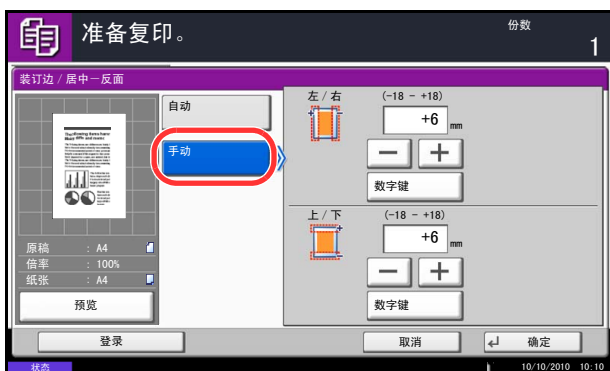 准备复印。
份数
1
装订边 / 居中－反面
自动
手动
左 / 右
(-18 - +18)
+6 mm
数字键
上 / 下
(-18 - +18)
+6 mm
数字键
原稿 : A4
倍率 : 100%
纸张 : A4
预览
登录
取消
确定
状态
10/10/2010 10:10